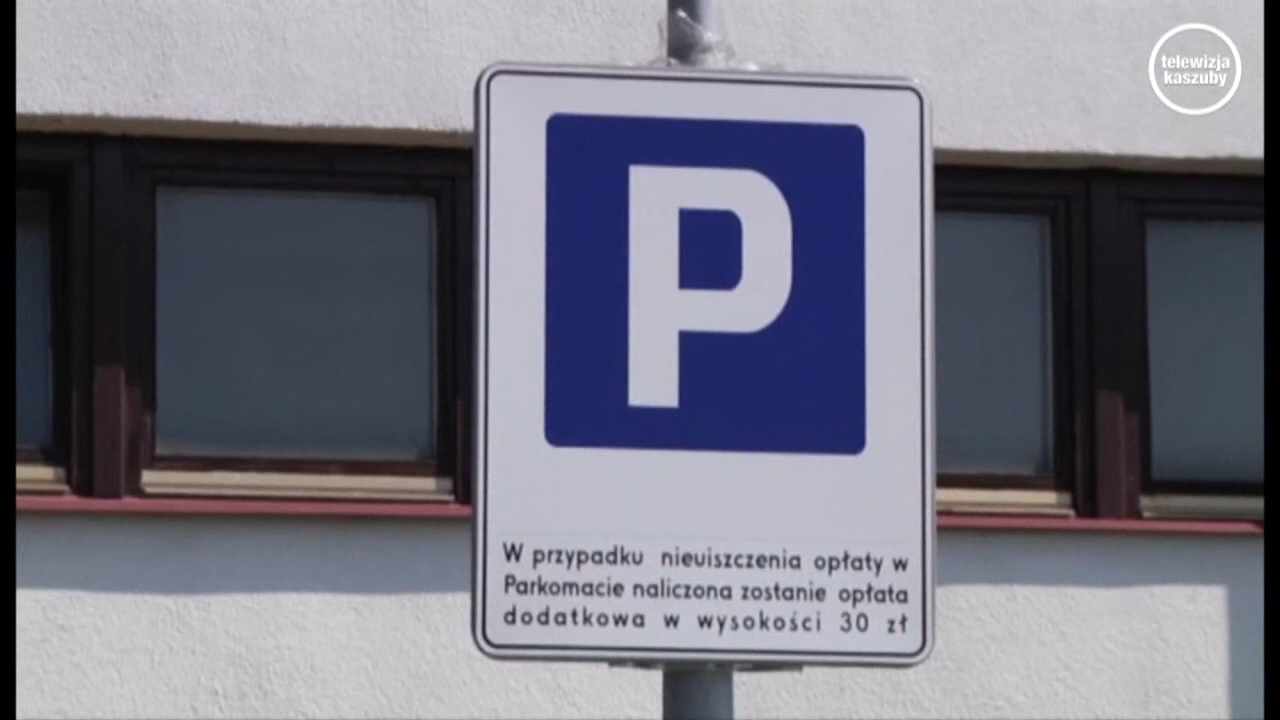 telewizja
kaszuby
P
W przypadku nieuiszczenia opłaty w
Parkomacie naliczona zostanie opłata
dodatkowa w wysokości 30 zł